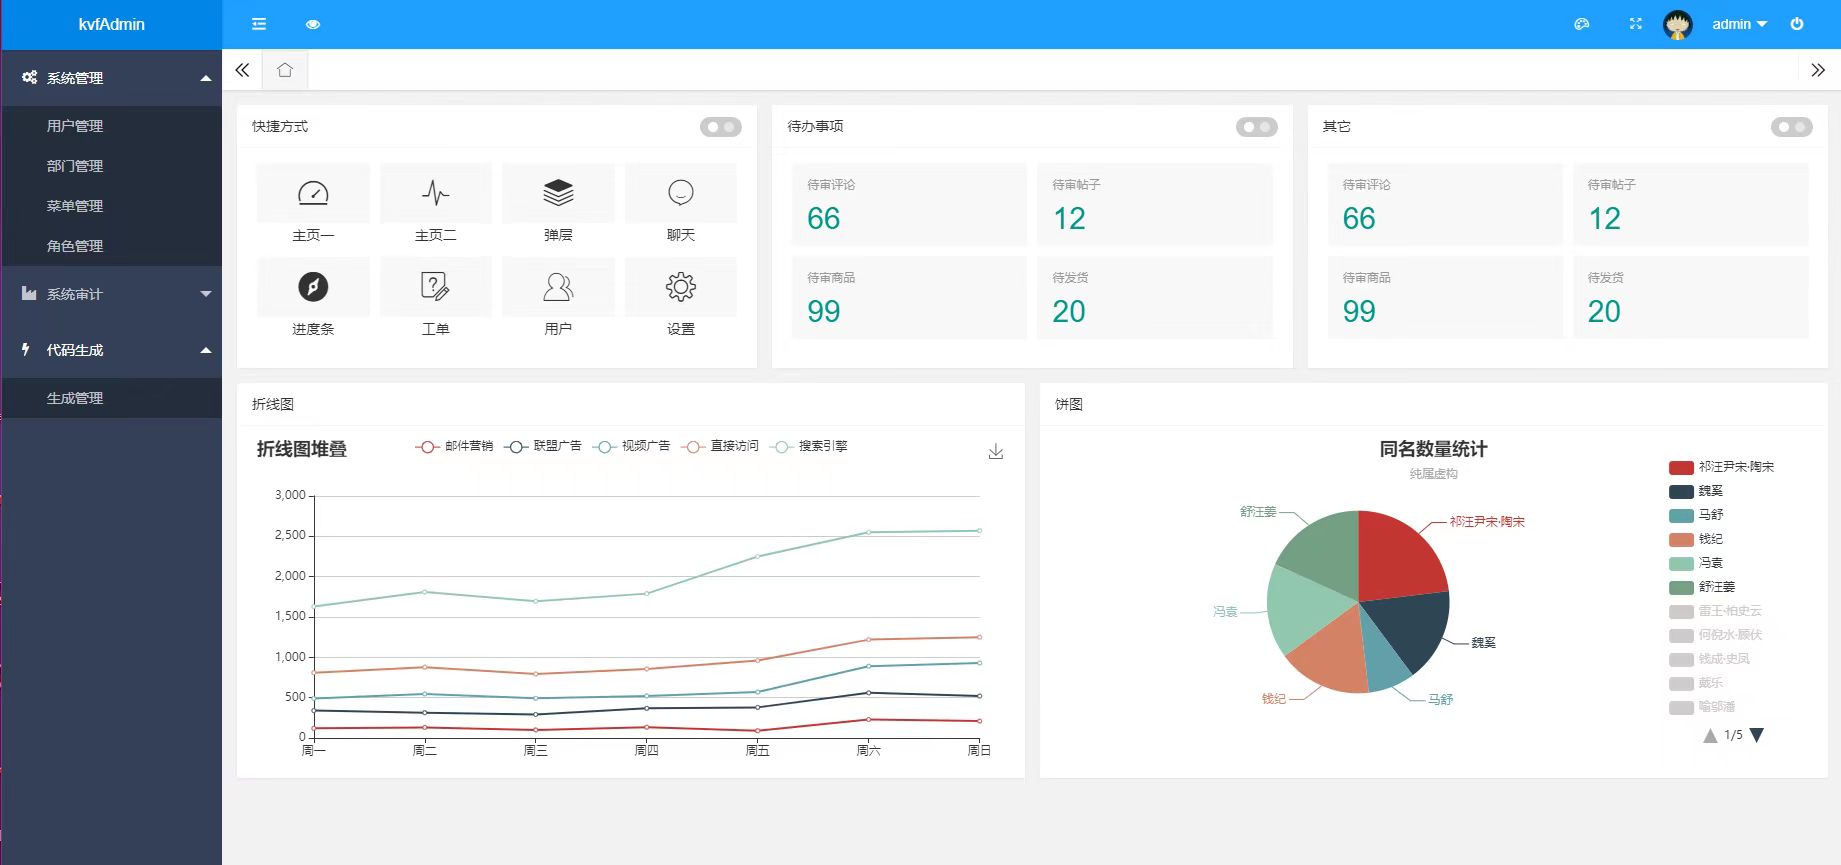 kvfAdmin
admin
系统管理
用户管理
部门管理
菜单管理
角色管理
系统审计
代码生成
生成管理
快捷方式
主页一
主页二
弹层
聊天
进度条
工单
用户
设置
待办事项
待审评论
66
待审帖子
12
待审商品
99
待发货
20
其它
待审评论
66
待审帖子
12
待审商品
99
待发货
20
折线图
折线图堆叠
邮件营销
联盟广告
视频广告
直接访问
搜索引擎
3,000
2,500
2,000
1,500
1,000
500
0
周一
周二
周三
周四
周五
周六
周日
饼图
同名数量统计
纯属虚构
舒汪姜
祁汪尹宋·陶宋
冯袁
魏奚
钱纪
马舒
祁汪尹宋·陶宋
魏奚
马舒
钱纪
冯袁
舒汪姜
雷王·柏史云
何倪水·顾伏
钱成·史凤
戴乐
喻邬潘
1/5